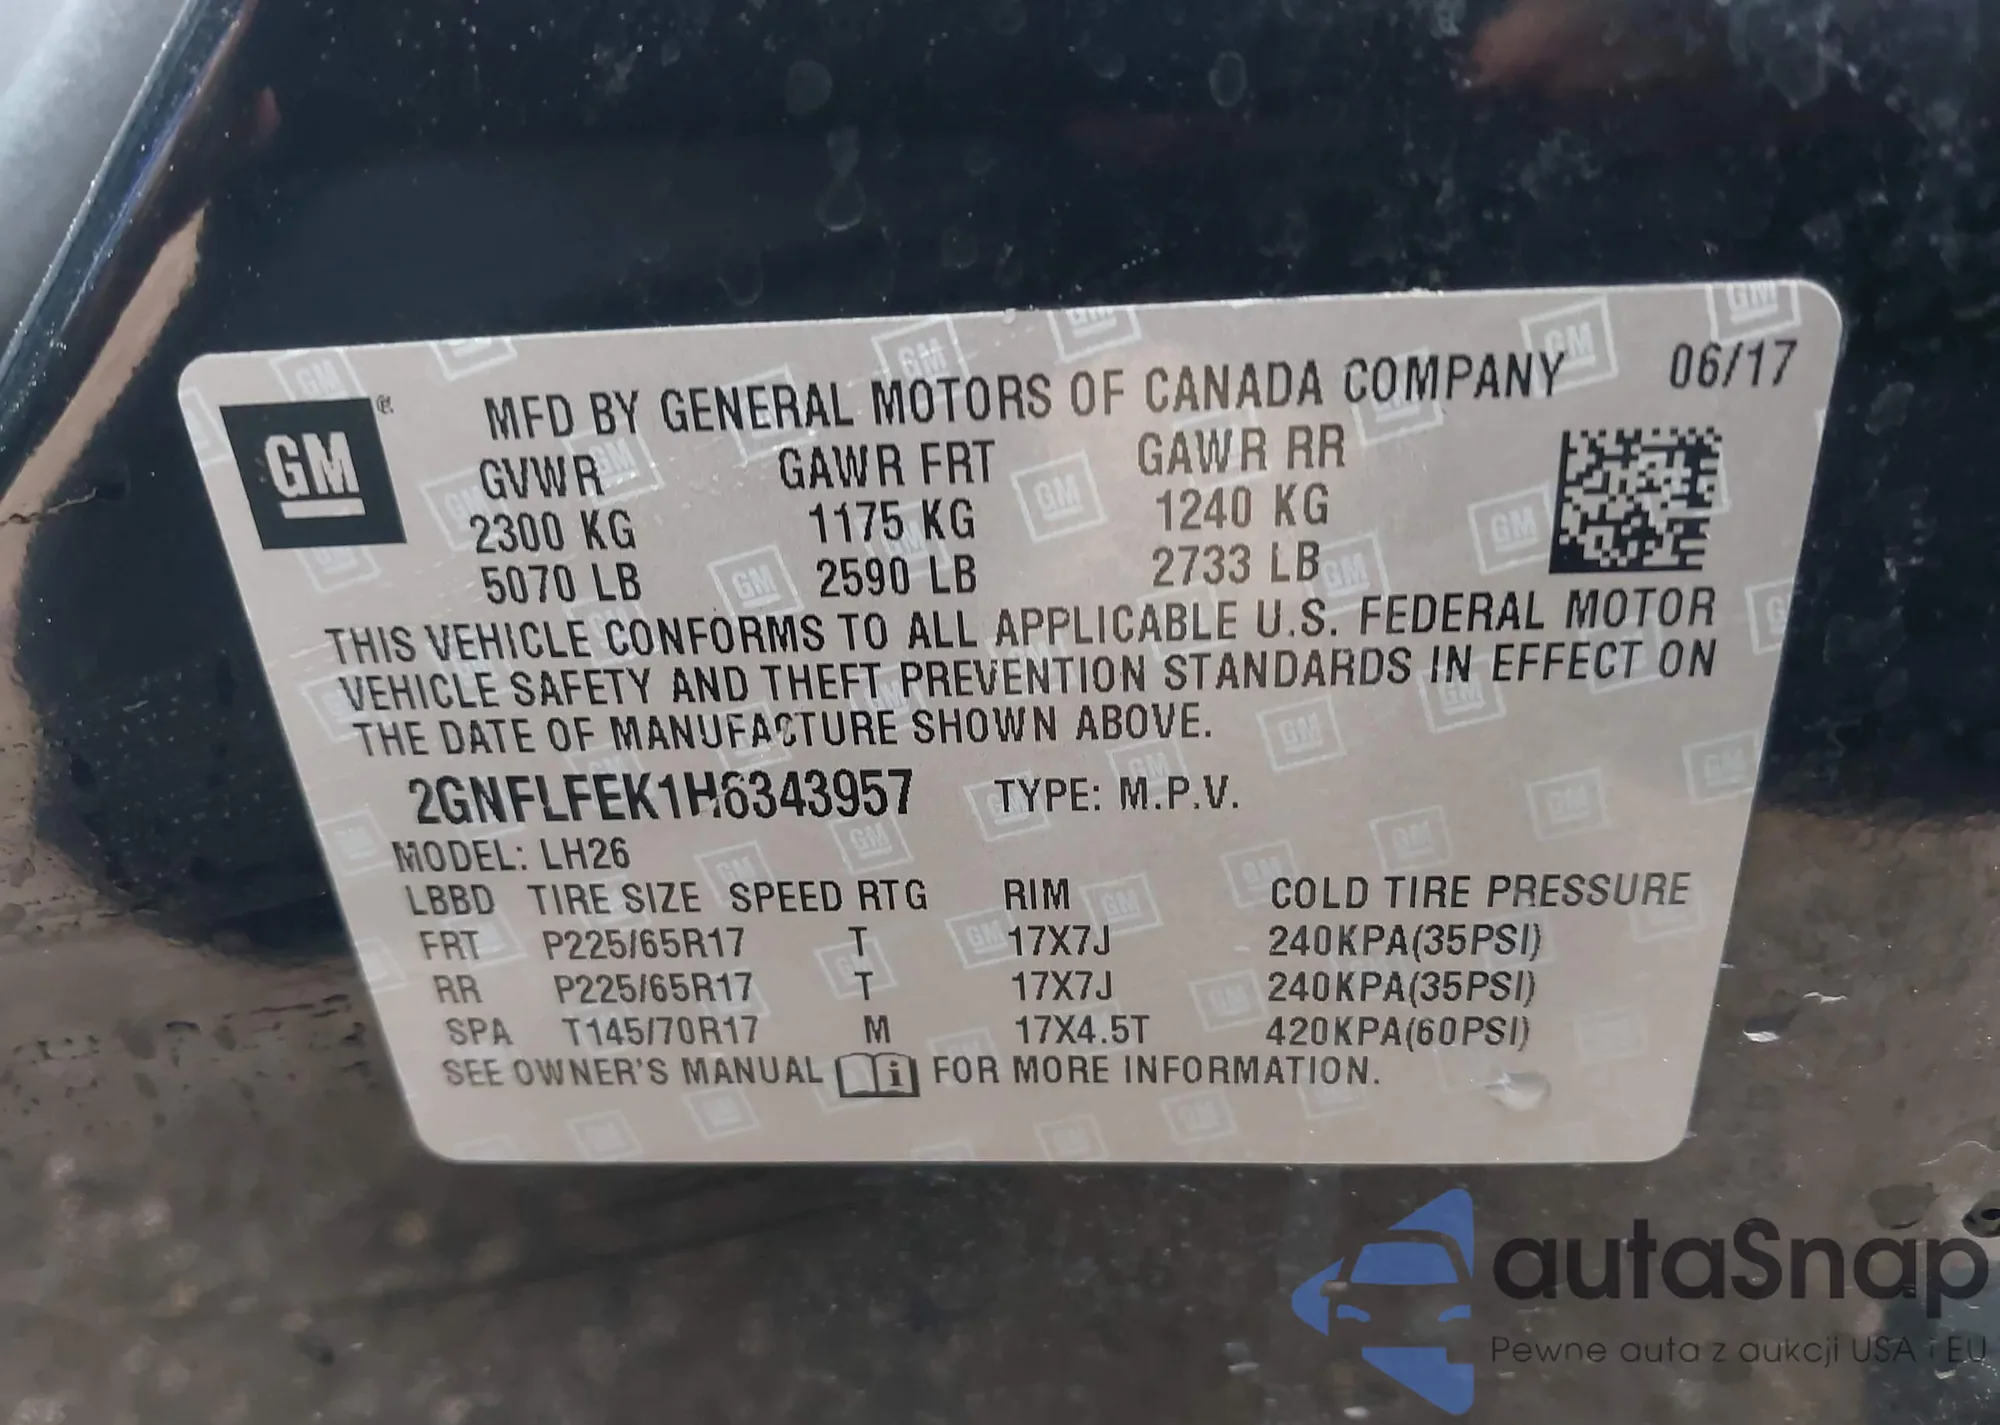 MFD BY GENERAL MOTORS OF CANADA COMPANY 06/17
GM
GVWR GAWR FRT GAWR RR
2300 KG 1175 KG 1240 KG
5070 LB 2590 LB 2733 LB
THIS VEHICLE CONFORMS TO ALL APPLICABLE U.S. FEDERAL MOTOR
VEHICLE SAFETY AND THEFT PREVENTION STANDARDS IN EFFECT ON
THE DATE OF MANUFACTURE SHOWN ABOVE.
2GNFLFEK1H6343957 TYPE: M.P.V.
MODEL: LH26
LBBD TIRE SIZE SPEED RTG RIM COLD TIRE PRESSURE
FRT P225/65R17 T 17X7J 240KPA(35PSI)
RR P225/65R17 T 17X7J 240KPA(35PSI)
SPA T145/70R17 M 17X4.5T 420KPA(60PSI)
SEE OWNER'S MANUAL i FOR MORE INFORMATION.
autaSnap
Pewne auta z aukcji USA i EU